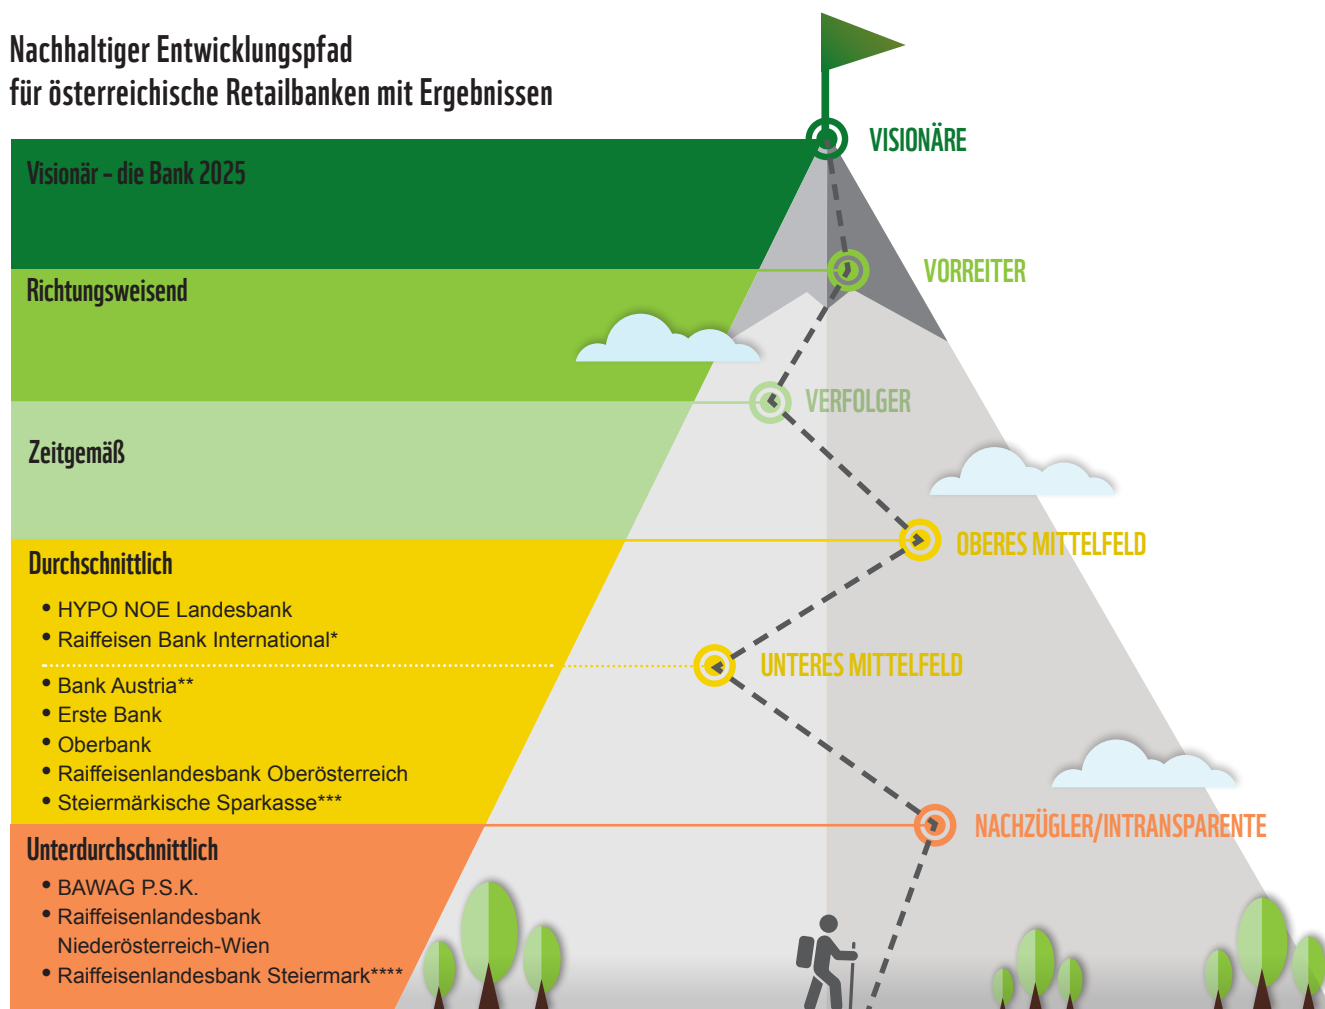 Nachhaltiger Entwicklungspfad
für österreichische Retailbanken mit Ergebnissen
VISIONÄRE
Visionär – die Bank 2025
VORREITER
Richtungsweisend
VERFOLGER
Zeitgemäß
OBERES MITTELFELD
Durchschnittlich
• HYPO NOE Landesbank
• Raiffeisen Bank International*
UNTERES MITTELFELD
• Bank Austria**
• Erste Bank
• Oberbank
• Raiffeisenlandesbank Oberösterreich
• Steiermärkische Sparkasse***
NACHZÜGLER/INTRANSPARENTE
Unterdurchschnittlich
• BAWAG P.S.K.
• Raiffeisenlandesbank
Niederösterreich-Wien
• Raiffeisenlandesbank Steiermark****